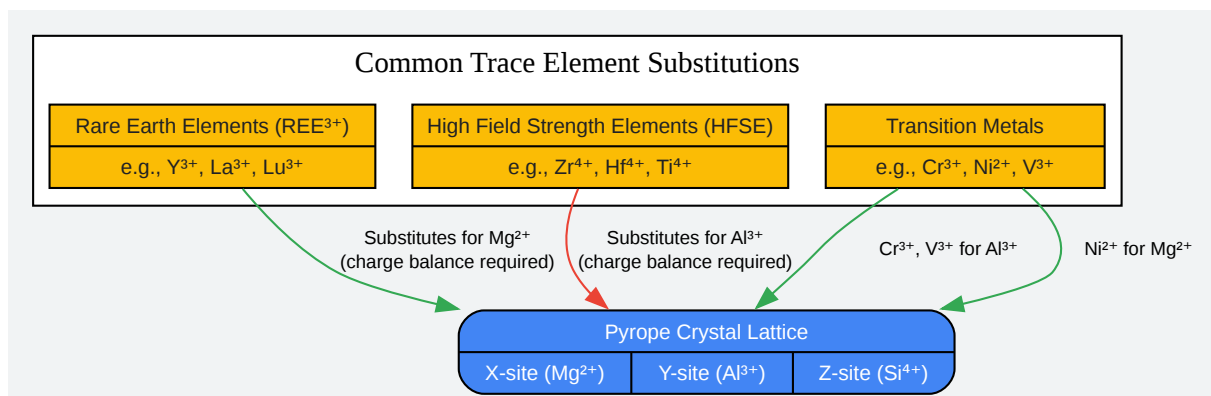 Common Trace Element Substitutions
Rare Earth Elements (REE³⁺)
e.g., Y³⁺, La³⁺, Lu³⁺
High Field Strength Elements (HFSE)
e.g., Zr⁴⁺, Hf⁴⁺, Ti⁴⁺
Transition Metals
e.g., Cr³⁺, Ni²⁺, V³⁺
Substitutes for Mg²⁺
(charge balance required)
Substitutes for Al³⁺
(charge balance required)
Cr³⁺, V³⁺ for Al³⁺
Ni²⁺ for Mg²⁺
Pyrope Crystal Lattice
X-site (Mg²⁺)
Y-site (Al³⁺)
Z-site (Si⁴⁺)